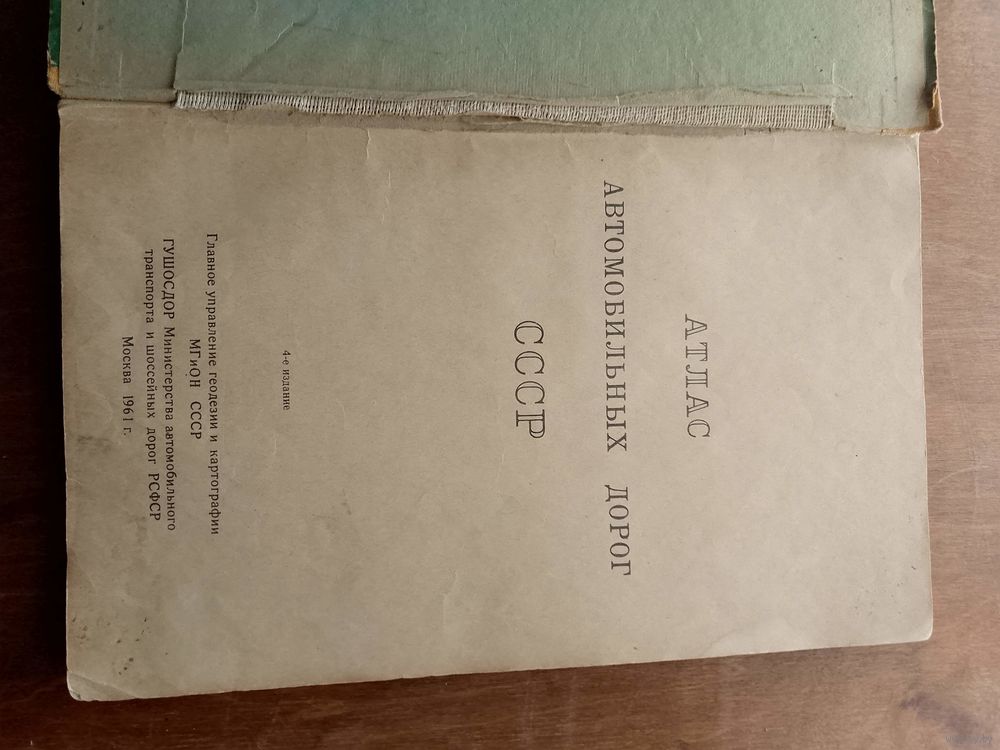 АТЛАС
АВТОМОБИЛЬНЫХ ДОРОГ
СССР
4-е издание
Главное управление геодезии и картографии
МГиОН СССР
ГУШОСДОР Министерства автомобильного
транспорта и шоссейных дорог РСФСР
Москва 1961 г.